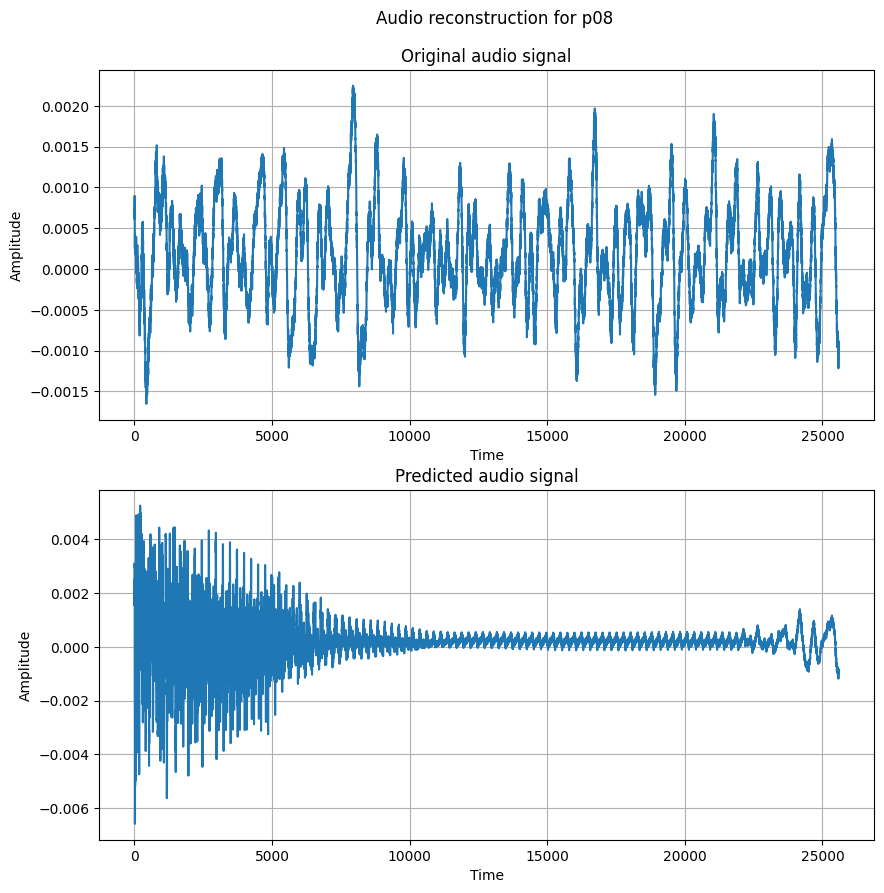 Audio reconstruction for p08
Original audio signal
0.0020
0.0015
0.0010
0.0005
0.0000
−0.0005
−0.0010
−0.0015
Amplitude
0 5000 10000 15000 20000 25000
Time
Predicted audio signal
0.004
0.002
0.000
−0.002
−0.004
−0.006
Amplitude
0 5000 10000 15000 20000 25000
Time